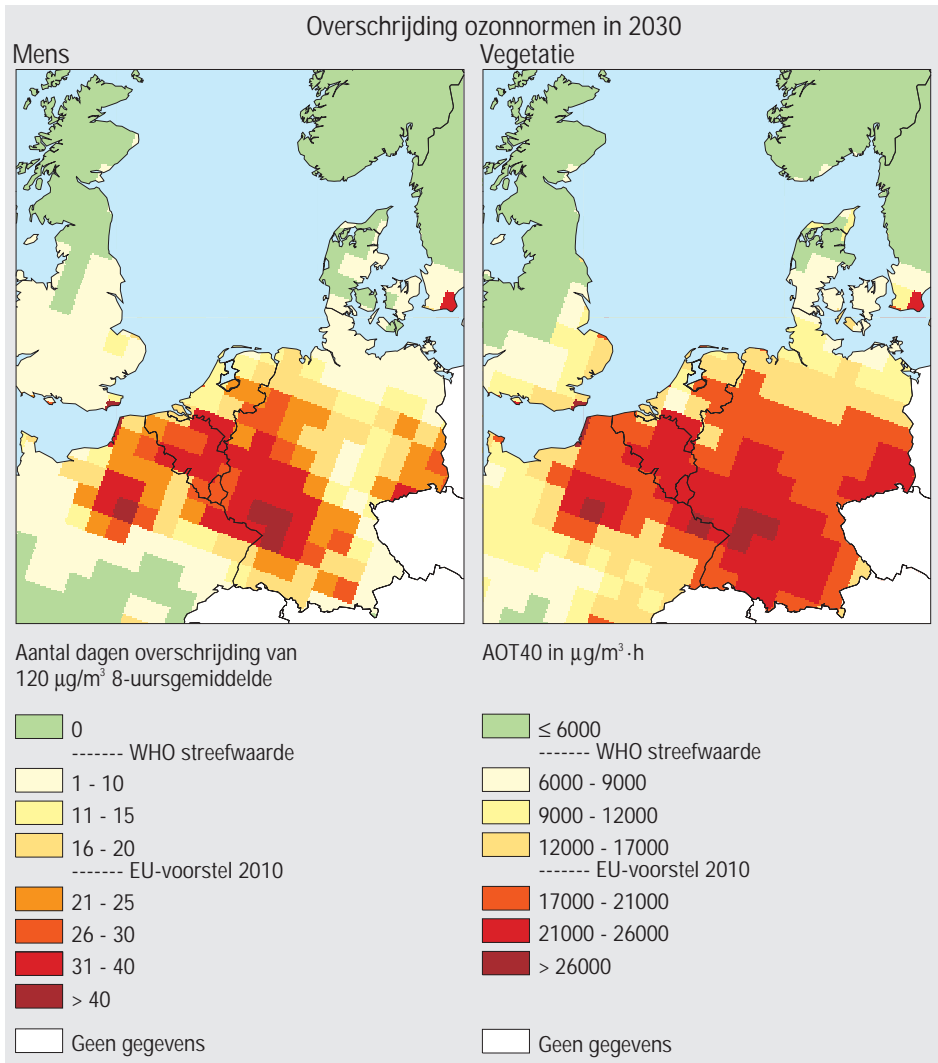 Overschrijding ozonnormen in 2030
Mens
Vegetatie
Aantal dagen overschrijding van
120 µg/m³ 8-uursgemiddelde
0
------- WHO streefwaarde
1 - 10
11 - 15
16 - 20
------- EU-voorstel 2010
21 - 25
26 - 30
31 - 40
> 40
Geen gegevens
AOT40 in µg/m³·h
≤ 6000
------- WHO streefwaarde
6000 - 9000
9000 - 12000
12000 - 17000
------- EU-voorstel 2010
17000 - 21000
21000 - 26000
> 26000
Geen gegevens